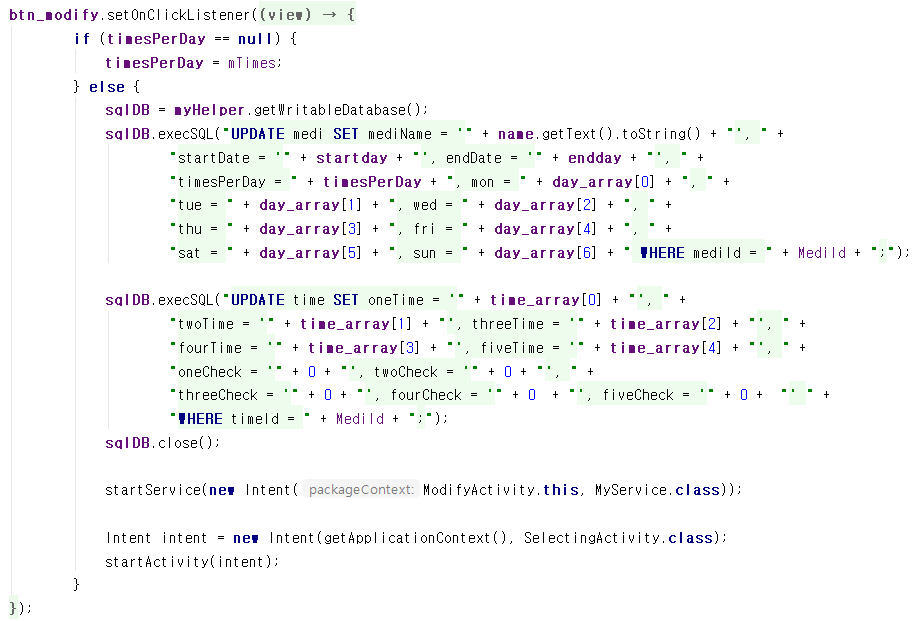 btn_modify.setOnClickListener((view) → {
if (timesPerDay == null) {
timesPerDay = mTimes;
} else {
sqlDB = myHelper.getWritableDatabase();
sqlDB.execSQL("UPDATE medi SET mediName = '" + name.getText().toString() + "', " +
"startDate = '" + startday + "', endDate = '" + endday + "', " +
"timesPerDay = " + timesPerDay + ", mon = " + day_array[0] + ", " +
"tue = " + day_array[1] + ", wed = " + day_array[2] + ", " +
"thu = " + day_array[3] + ", fri = " + day_array[4] + ", " +
"sat = " + day_array[5] + ", sun = " + day_array[6] + " WHERE mediId = " + MediId + ";");
sqlDB.execSQL("UPDATE time SET oneTime = '" + time_array[0] + "', " +
"twoTime = '" + time_array[1] + "', threeTime = '" + time_array[2] + "', " +
"fourTime = '" + time_array[3] + "', fiveTime = '" + time_array[4] + "', " +
"oneCheck = '" + 0 + "', twoCheck = '" + 0 + "', " +
"threeCheck = '" + 0 + "', fourCheck = '" + 0 + "', fiveCheck = '" + 0 + "' " +
"WHERE timeId = " + MediId + ";");
sqlDB.close();
startService(new Intent( packageContext: ModifyActivity.this, MyService.class));
Intent intent = new Intent(getApplicationContext(), SelectingActivity.class);
startActivity(intent);
}
});